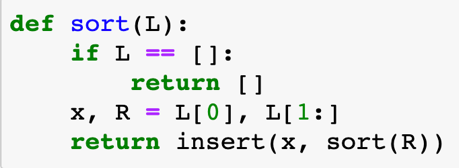 def sort(L):
    if L == []:
        return []
    x, R = L[0], L[1:]
    return insert(x, sort(R))